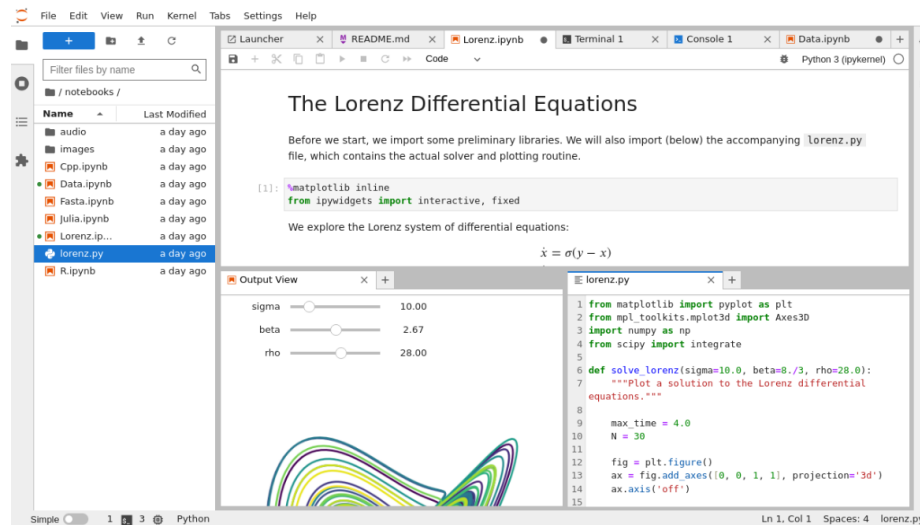 File Edit View Run Kernel Tabs Settings Help
+
Filter files by name
/ notebooks /
Name Last Modified
audio a day ago
images a day ago
Cpp.ipynb a day ago
Data.ipynb a day ago
Fasta.ipynb a day ago
Julia.ipynb a day ago
Lorenz.ip... a day ago
lorenz.py a day ago
R.ipynb a day ago
Launcher README.md Lorenz.ipynb Terminal 1 Console 1 Data.ipynb
Code Python 3 (ipykernel)
The Lorenz Differential Equations
Before we start, we import some preliminary libraries. We will also import (below) the accompanying lorenz.py
file, which contains the actual solver and plotting routine.
[1]: %matplotlib inline
from ipywidgets import interactive, fixed
We explore the Lorenz system of differential equations:
ẋ = σ(y − x)
Output View
sigma 10.00
beta 2.67
rho 28.00
lorenz.py
1 from matplotlib import pyplot as plt
2 from mpl_toolkits.mplot3d import Axes3D
3 import numpy as np
4 from scipy import integrate
5
6 def solve_lorenz(sigma=10.0, beta=8./3, rho=28.0):
7 """Plot a solution to the Lorenz differential
equations."""
8
9 max_time = 4.0
10 N = 30
11
12 fig = plt.figure()
13 ax = fig.add_axes([0, 0, 1, 1], projection='3d')
14 ax.axis('off')
15
Simple 1 3 Python Ln 1, Col 1 Spaces: 4 lorenz.py